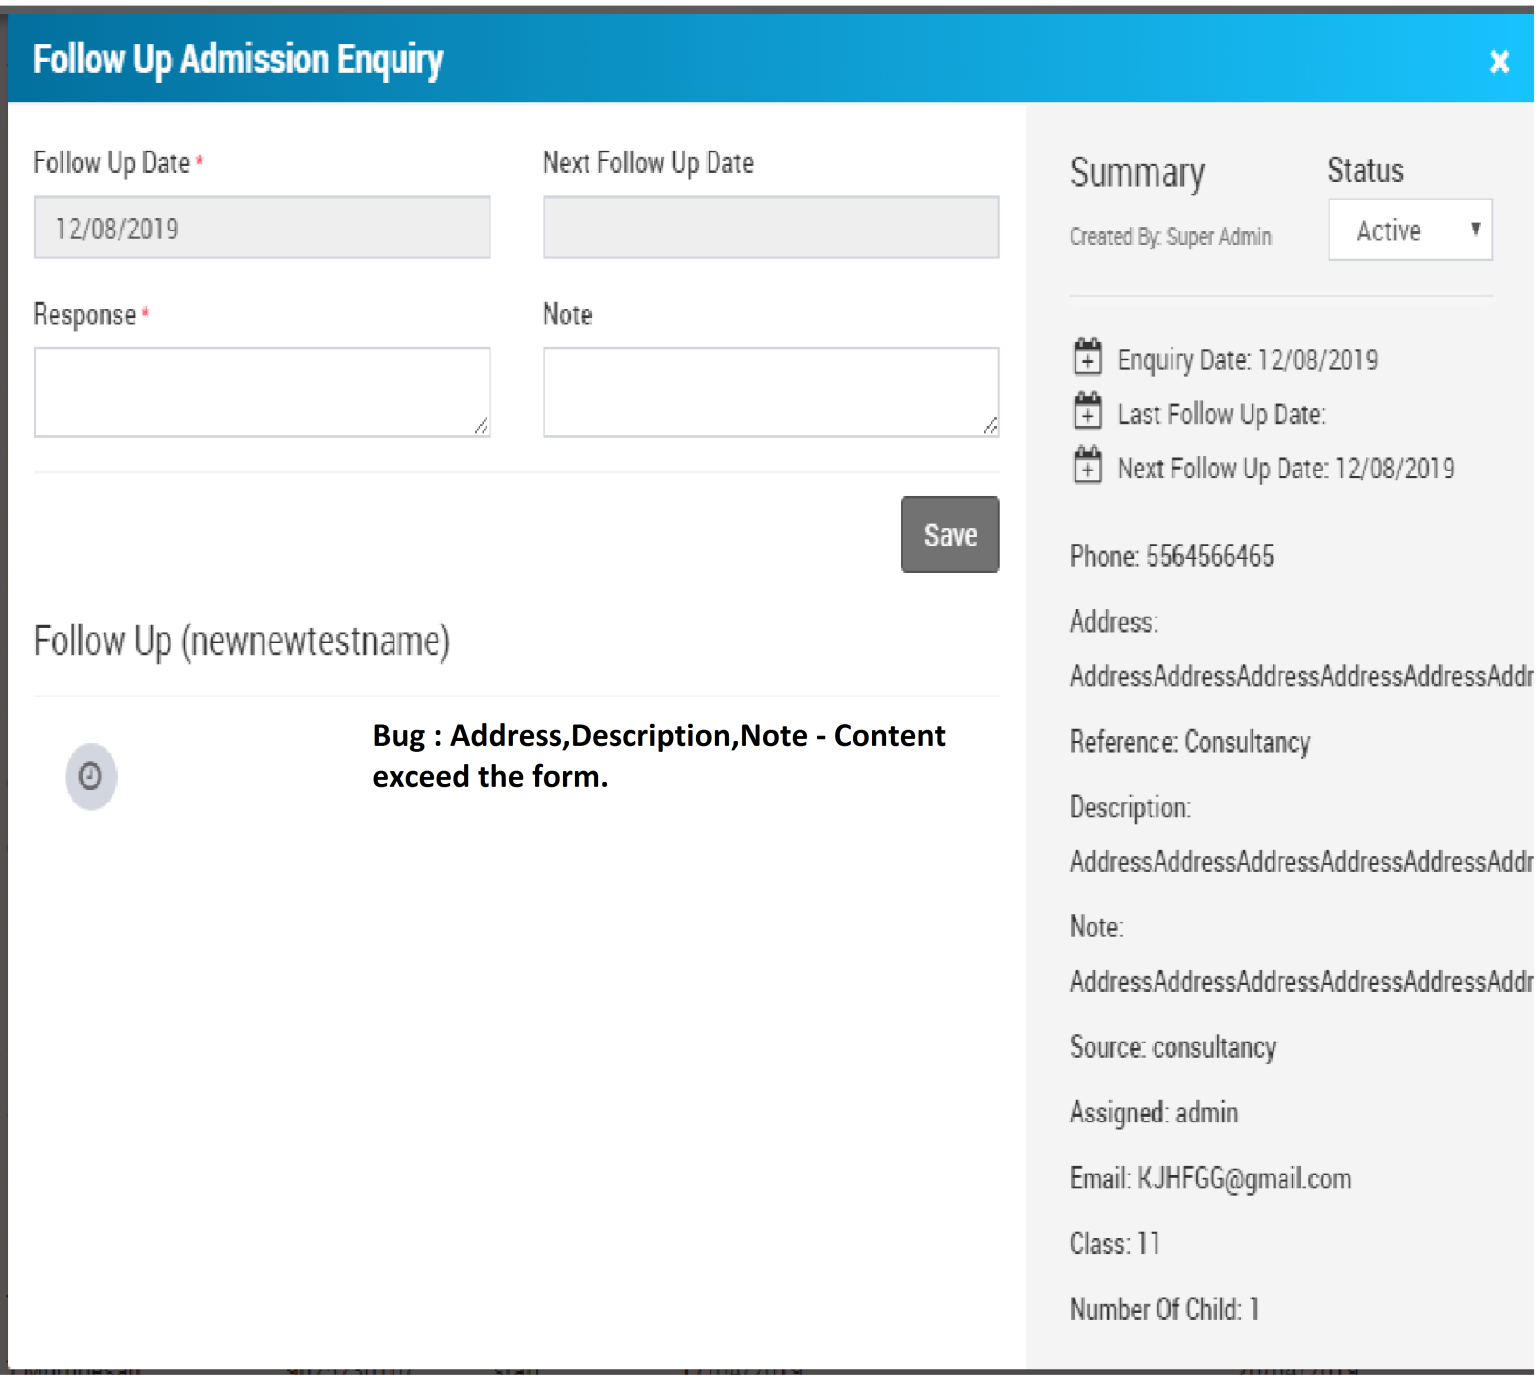 Follow Up Admission Enquiry
×
Follow Up Date *
Next Follow Up Date
12/08/2019
Response *
Note
Save
Follow Up (newnewtestname)
Bug : Address,Description,Note - Content
exceed the form.
Summary
Status
Created By: Super Admin
Active
Enquiry Date: 12/08/2019
Last Follow Up Date:
Next Follow Up Date: 12/08/2019
Phone: 5564566465
Address:
AddressAddressAddressAddressAddressAddr
Reference: Consultancy
Description:
AddressAddressAddressAddressAddressAddr
Note:
AddressAddressAddressAddressAddressAddr
Source: consultancy
Assigned: admin
Email: KJHFGG@gmail.com
Class: 11
Number Of Child: 1